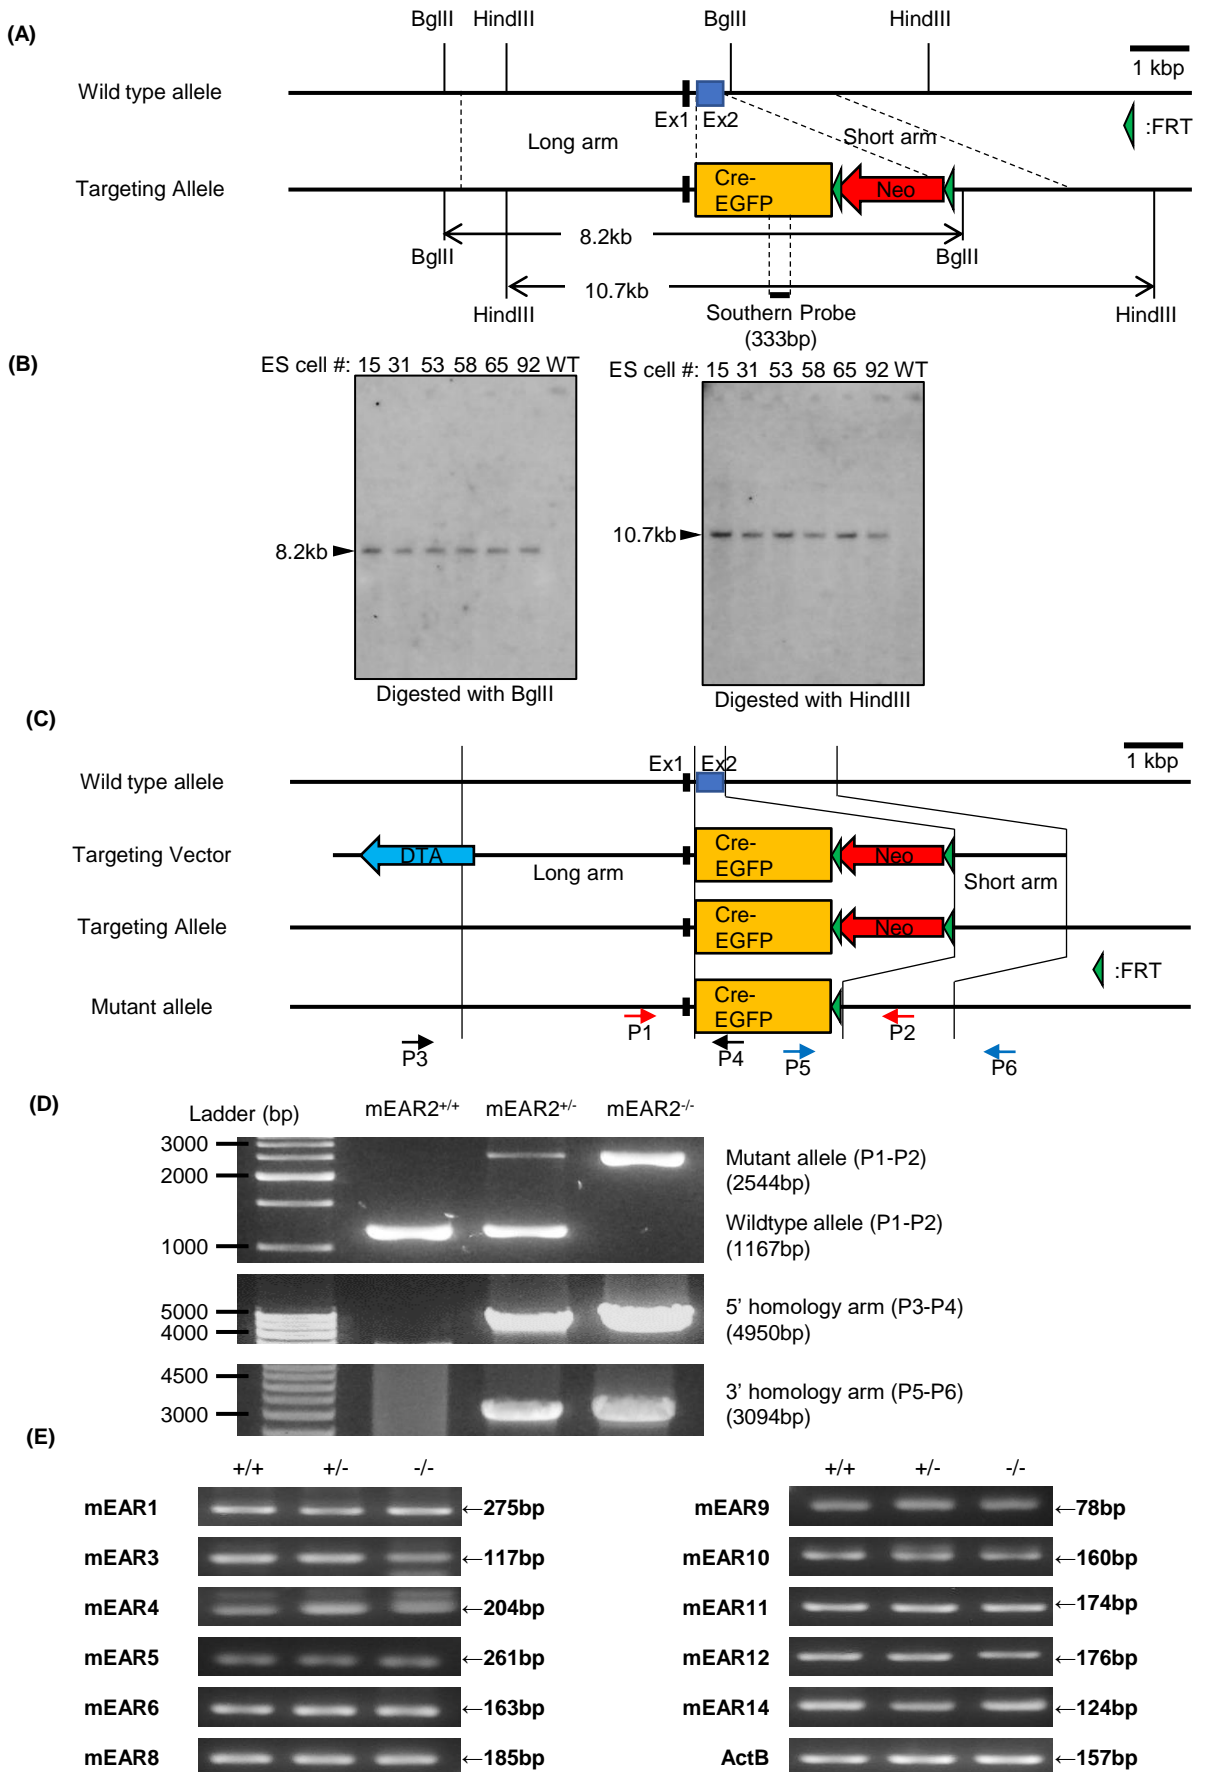 (A)
BglII HindIII BglII HindIII
1 kbp
Wild type allele
Ex1 Ex2
:FRT
Long arm
Short arm
Targeting Allele
Cre-
EGFP
Neo
8.2kb
BglII
BglII
10.7kb
HindIII
Southern Probe
(333bp)
HindIII
(B)
ES cell #: 15 31 53 58 65 92 WT
8.2kb
Digested with BglII
ES cell #: 15 31 53 58 65 92 WT
10.7kb
Digested with HindIII
(C)
1 kbp
Ex1 Ex2
Wild type allele
Targeting Vector
DTA
Long arm
Cre-
EGFP
Neo
Short arm
Targeting Allele
Cre-
EGFP
Neo
:FRT
Mutant allele
Cre-
EGFP
P1
P2
P3
P4
P5
P6
(D)
Ladder (bp)
mEAR2+/+
mEAR2+/-
mEAR2-/-
3000
2000
1000
Mutant allele (P1-P2)
(2544bp)
Wildtype allele (P1-P2)
(1167bp)
5000
4000
5' homology arm (P3-P4)
(4950bp)
4500
3000
3' homology arm (P5-P6)
(3094bp)
(E)
+/+ +/- -/-
mEAR1 ←275bp
mEAR3 ←117bp
mEAR4 ←204bp
mEAR5 ←261bp
mEAR6 ←163bp
mEAR8 ←185bp
+/+ +/- -/-
mEAR9 ←78bp
mEAR10 ←160bp
mEAR11 ←174bp
mEAR12 ←176bp
mEAR14 ←124bp
ActB ←157bp